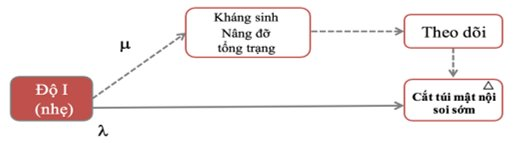 Kháng sinh
Nâng đỡ
tổng trạng
Theo dõi
μ
Độ I
(nhẹ)
λ
△
Cắt túi mật nội
soi sớm